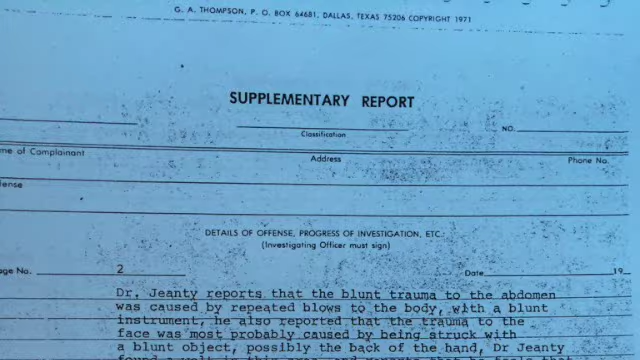 G. A. THOMPSON, P. O. BOX 64681, DALLAS, TEXAS 75206 COPYRIGHT 1971
SUPPLEMENTARY REPORT
Classification
NO.
me of Complainant
Address
Phone No.
fense
DETAILS OF OFFENSE, PROGRESS OF INVESTIGATION, ETC.:
(Investigating Officer must sign)
age No. 2
Date 19
Dr. Jeanty reports that the blunt trauma to the abdomen
was caused by repeated blows to the body, with a blunt
instrument, he also reported that the trauma to the
face was most probably caused by being struck with
a blunt object, possibly the back of the hand, Dr Jeanty